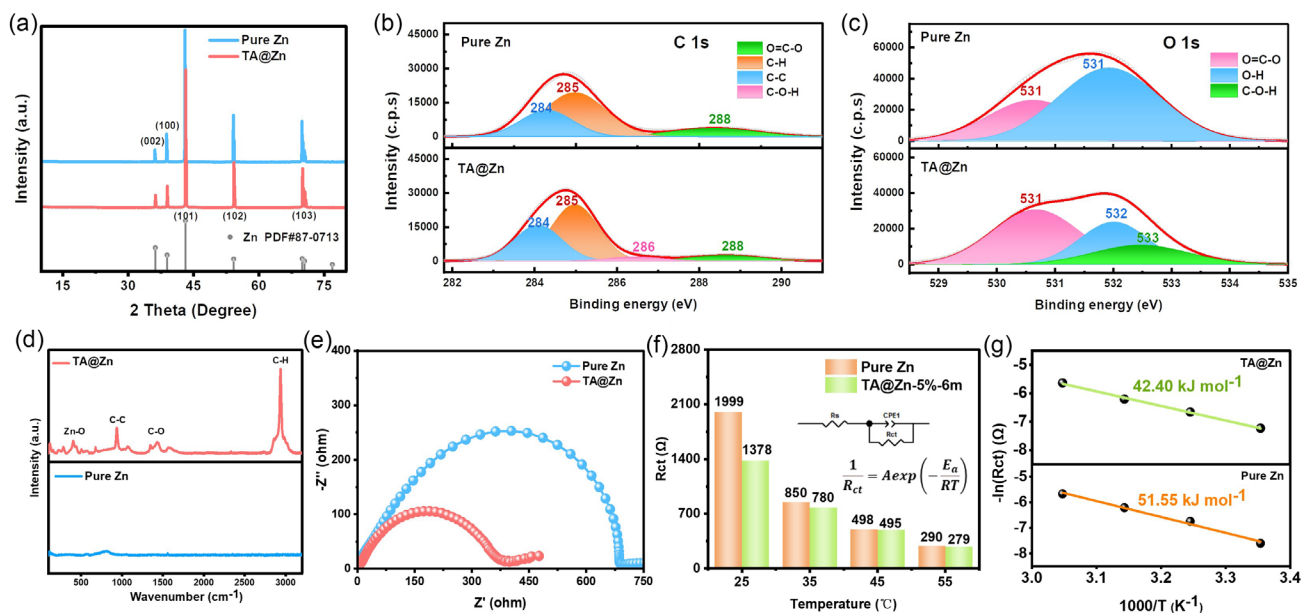 (a)
Pure Zn
TA@Zn
(002)
(100)
(101)
(102)
(103)
Zn PDF#87-0713
Intensity (a.u.)
15 30 45 60 75
2 Theta (Degree)
(b)
Pure Zn
C 1s
O=C-O
C-H
C-C
C-O-H
284
285
288
45000
30000
15000
0
TA@Zn
284
285
286
288
45000
30000
15000
0
Intensity (c.p.s)
282 284 286 288 290
Binding energy (eV)
(c)
Pure Zn
O 1s
O=C-O
O-H
C-O-H
531
531
60000
40000
20000
0
TA@Zn
531
532
533
60000
40000
20000
0
Intensity (c.p.s)
529 530 531 532 533 534 535
Binding energy (eV)
(d)
TA@Zn
Zn-O
C-C
C-O
C-H
Pure Zn
Intensity (a.u.)
500 1000 1500 2000 2500 3000
Wavenumber (cm-1)
(e)
Pure Zn
TA@Zn
400
300
200
100
0
-Z'' (ohm)
0 150 300 450 600 750
Z' (ohm)
(f)
Pure Zn
TA@Zn-5%-6m
Rs
CPE1
Rct
1/Rct = Aexp(-Ea/RT)
1999
1378
850
780
498
495
290
279
2800
2100
1400
700
0
Rct (Ω)
25 35 45 55
Temperature (℃)
(g)
TA@Zn
42.40 kJ mol-1
-5
-6
-7
-8
Pure Zn
51.55 kJ mol-1
-5
-6
-7
-8
-ln(Rct) (Ω)
3.0 3.1 3.2 3.3 3.4
1000/T (K-1)